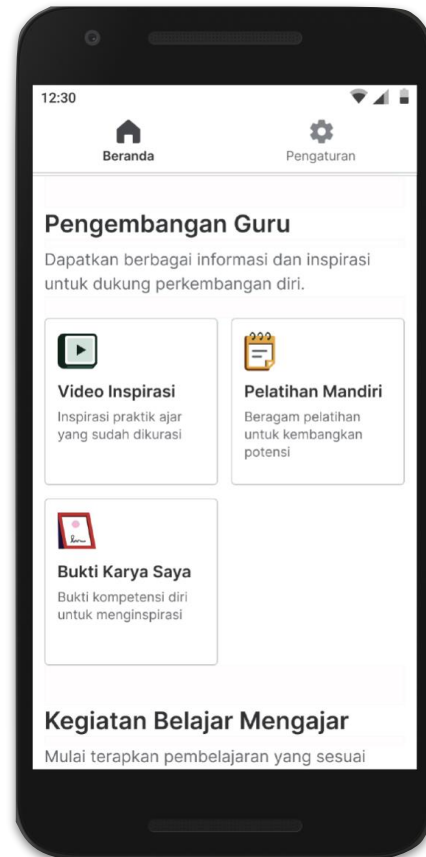 12:30
Beranda
Pengaturan
Pengembangan Guru
Dapatkan berbagai informasi dan inspirasi
untuk dukung perkembangan diri.
Video Inspirasi
Inspirasi praktik ajar
yang sudah dikurasi
Pelatihan Mandiri
Beragam pelatihan
untuk kembangkan
potensi
Bukti Karya Saya
Bukti kompetensi diri
untuk menginspirasi
Kegiatan Belajar Mengajar
Mulai terapkan pembelajaran yang sesuai